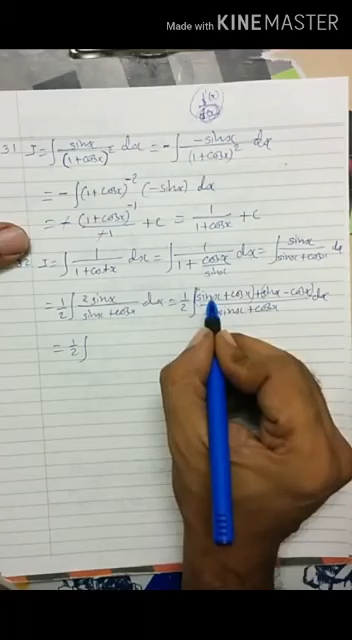 Made with KINEMASTER
f'(x)
31 I = ∫ sinx/(1+cosx)² dx = -∫ -sinx/(1+cosx)² dx
= -∫ (1+cosx)⁻² (-sinx) dx
= -(1+cosx)⁻¹/-1 + c = 1/(1+cosx) + c
32. I = ∫ 1/(1+cotx) dx = ∫ 1/(1+cosx/sinx) dx = ∫ sinx/(sinx+cosx) dx
= 1/2 ∫ 2sinx/(sinx+cosx) dx = 1/2 ∫ (sinx+cosx)+(sinx-cosx)/sinx+cosx dx
= 1/2 ∫